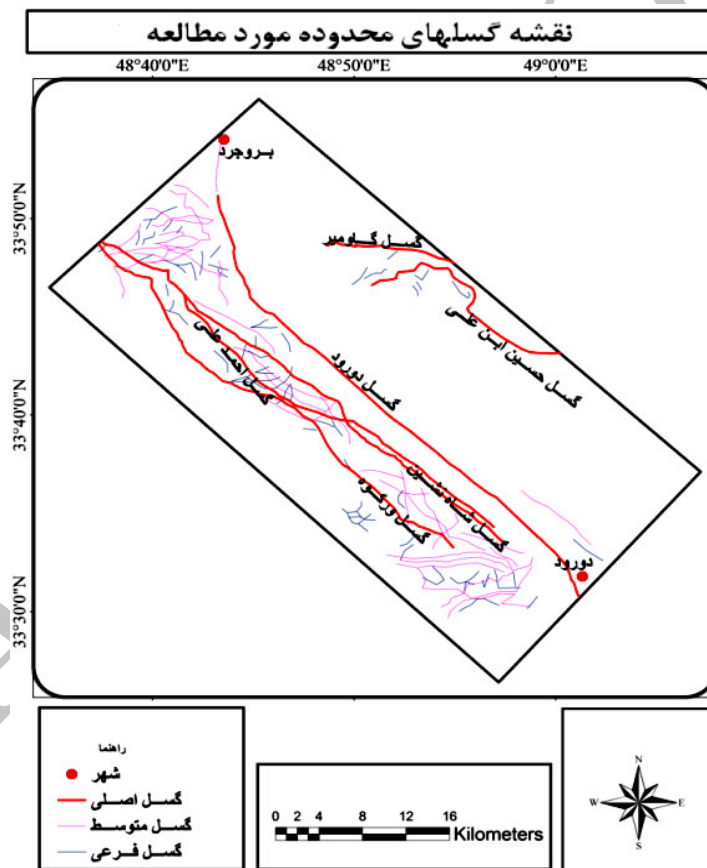 نقشه گسلهای محدوده مورد مطالعه
48°40'0"E 48°50'0"E 49°0'0"E
33°50'0"N
33°40'0"N
33°30'0"N
بروجرد
گسل گاومیر
گسل حسین ابن علی
گسل دورود
گسل احمد علی
گسل شاه نشین
گسل ورکوه
دورود
راهنما
شهر
گسل اصلی
گسل متوسط
گسل فرعی
0 2 4 8 12 16
Kilometers
N
W E
S